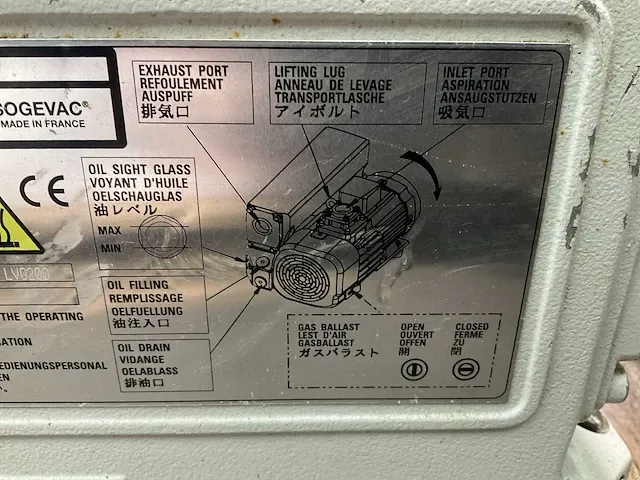 SOGEVAC®
MADE IN FRANCE
CE
LV020D
THE OPERATING
EDIENUNGSPERSONAL
EXHAUST PORT
REFOULEMENT
AUSPUFF
排気口
LIFTING LUG
ANNEAU DE LEVAGE
TRANSPORTLASCHE
アイボルト
INLET PORT
ASPIRATION
ANSAUGSTUTZEN
吸気口
OIL SIGHT GLASS
VOYANT D'HUILE
OELSCHAUGLAS
油レベル
MAX
MIN
OIL FILLING
REMPLISSAGE
OELFUELLUNG
油注入口
OIL DRAIN
VIDANGE
OELABLASS
排油口
GAS BALLAST
LEST D'AIR
GASBALLAST
ガスバラスト
OPEN
OUVERT
OFFEN
開
CLOSED
FERME
ZU
閉